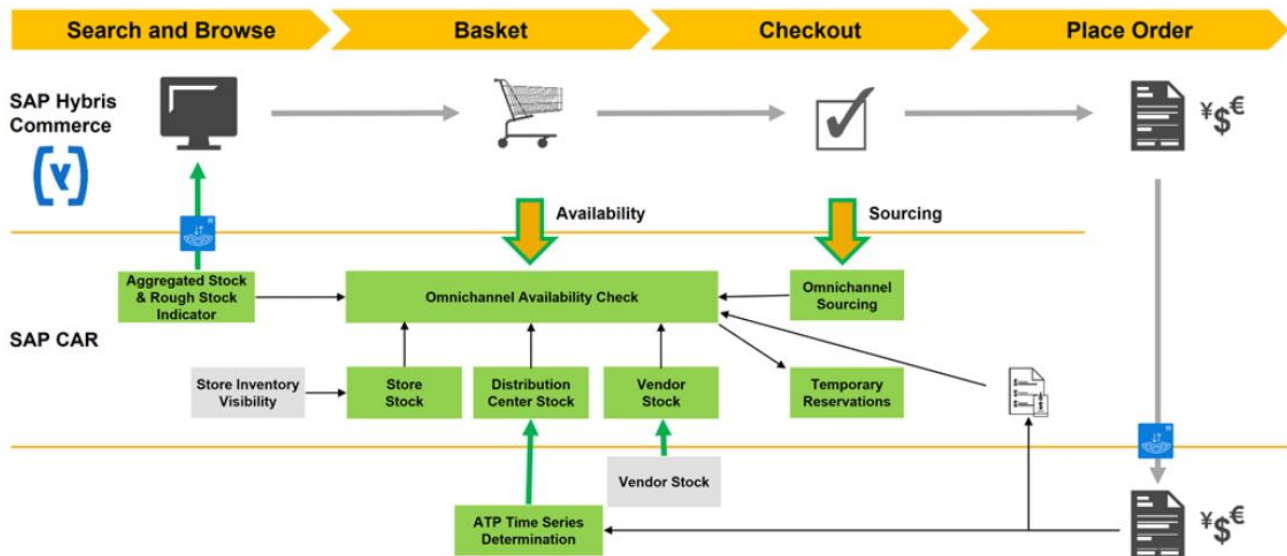 Search and Browse
Basket
Checkout
Place Order
SAP Hybris
Commerce
¥$€
Availability
Sourcing
Aggregated Stock
& Rough Stock
Indicator
Omnichannel Availability Check
Omnichannel
Sourcing
SAP CAR
Store Inventory
Visibility
Store
Stock
Distribution
Center Stock
Vendor
Stock
Temporary
Reservations
Vendor Stock
ATP Time Series
Determination
¥$€